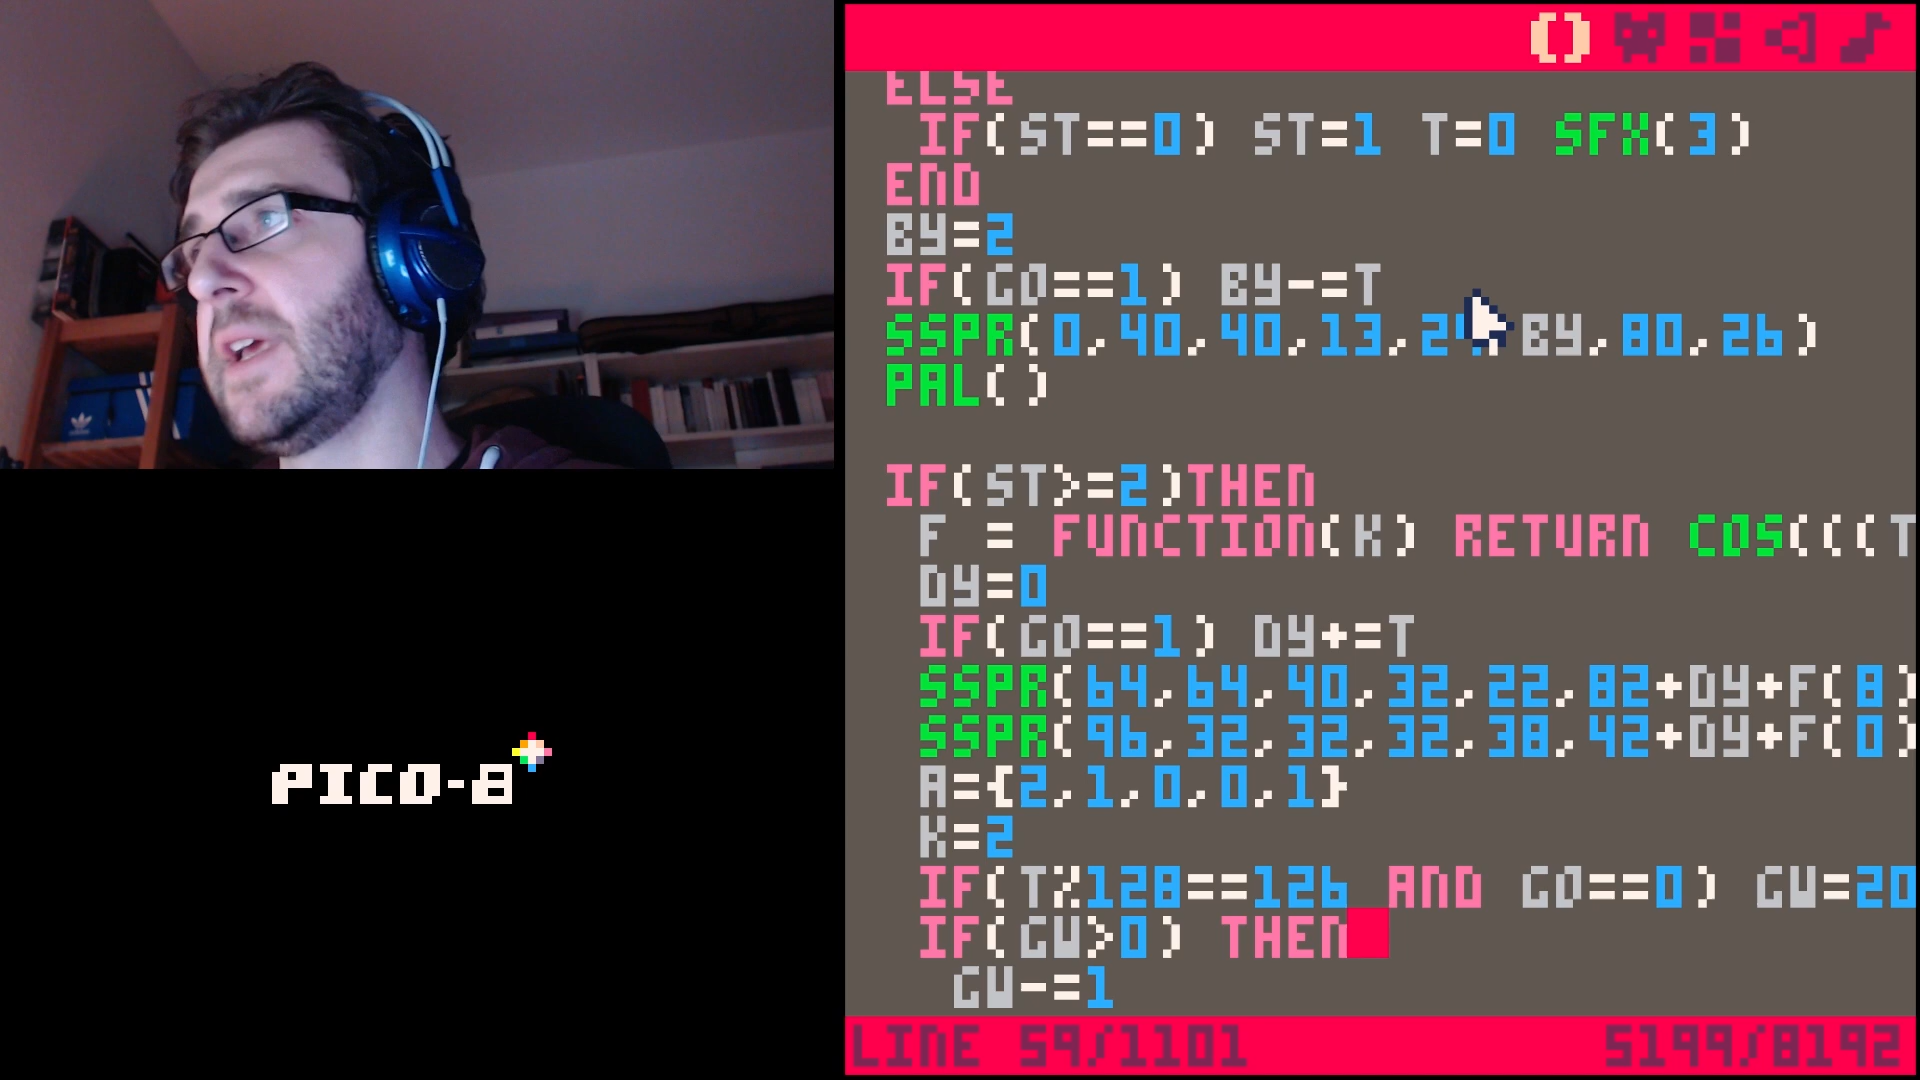 PICO-8
ELSE
IF(ST==0) ST=1 T=0 SFX(3)
END
BY=2
IF(GO==1) BY-=T
SSPR(0,40,40,13,2 BY,80,26)
PAL()
IF(ST>=2)THEN
F = FUNCTION(K) RETURN COS(((T
DY=0
IF(GO==1) DY+=T
SSPR(64,64,40,32,22,82+DY+F(8)
SSPR(96,32,32,32,38,42+DY+F(0)
A={2,1,0,0,1}
K=2
IF(T%128==126 AND GO==0) GW=20
IF(GW>0) THEN
GW-=1
LINE 59/1101
5199/8192